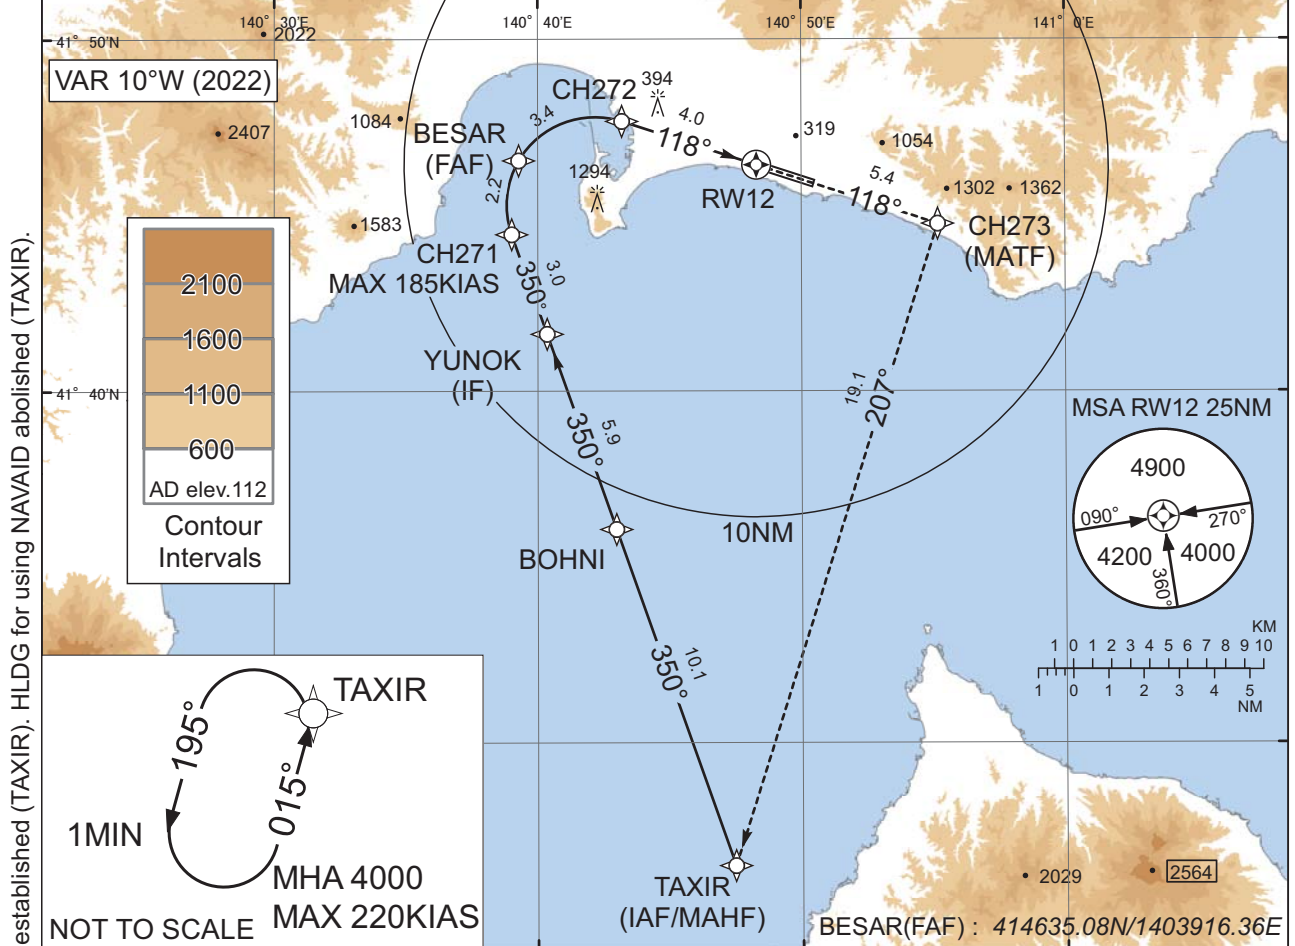 140° 30'E
140° 40'E
140° 50'E
141° 0'E
41° 50'N
2022
VAR 10°W (2022)
2407
1084
394
CH272
4.0
3.4
118°
319
1054
BESAR
(FAF)
1294
2.2
RW12
5.4
118°
1302
1362
CH273
(MATF)
1583
CH271
MAX 185KIAS
3.0
350°
2100
1600
1100
600
AD elev.112
Contour
Intervals
YUNOK
(IF)
41° 40'N
19.1
207°
5.9
350°
MSA RW12 25NM
4900
090°
270°
4200
4000
360°
10NM
BOHNI
KM
1 0 1 2 3 4 5 6 7 8 9 10
1 0 1 2 3 4 5
NM
10.1
350°
TAXIR
195°
015°
1MIN
MHA 4000
MAX 220KIAS
NOT TO SCALE
TAXIR
(IAF/MAHF)
2029
2564
BESAR(FAF) : 414635.08N/1403916.36E
established (TAXIR). HLDG for using NAVAID abolished (TAXIR).